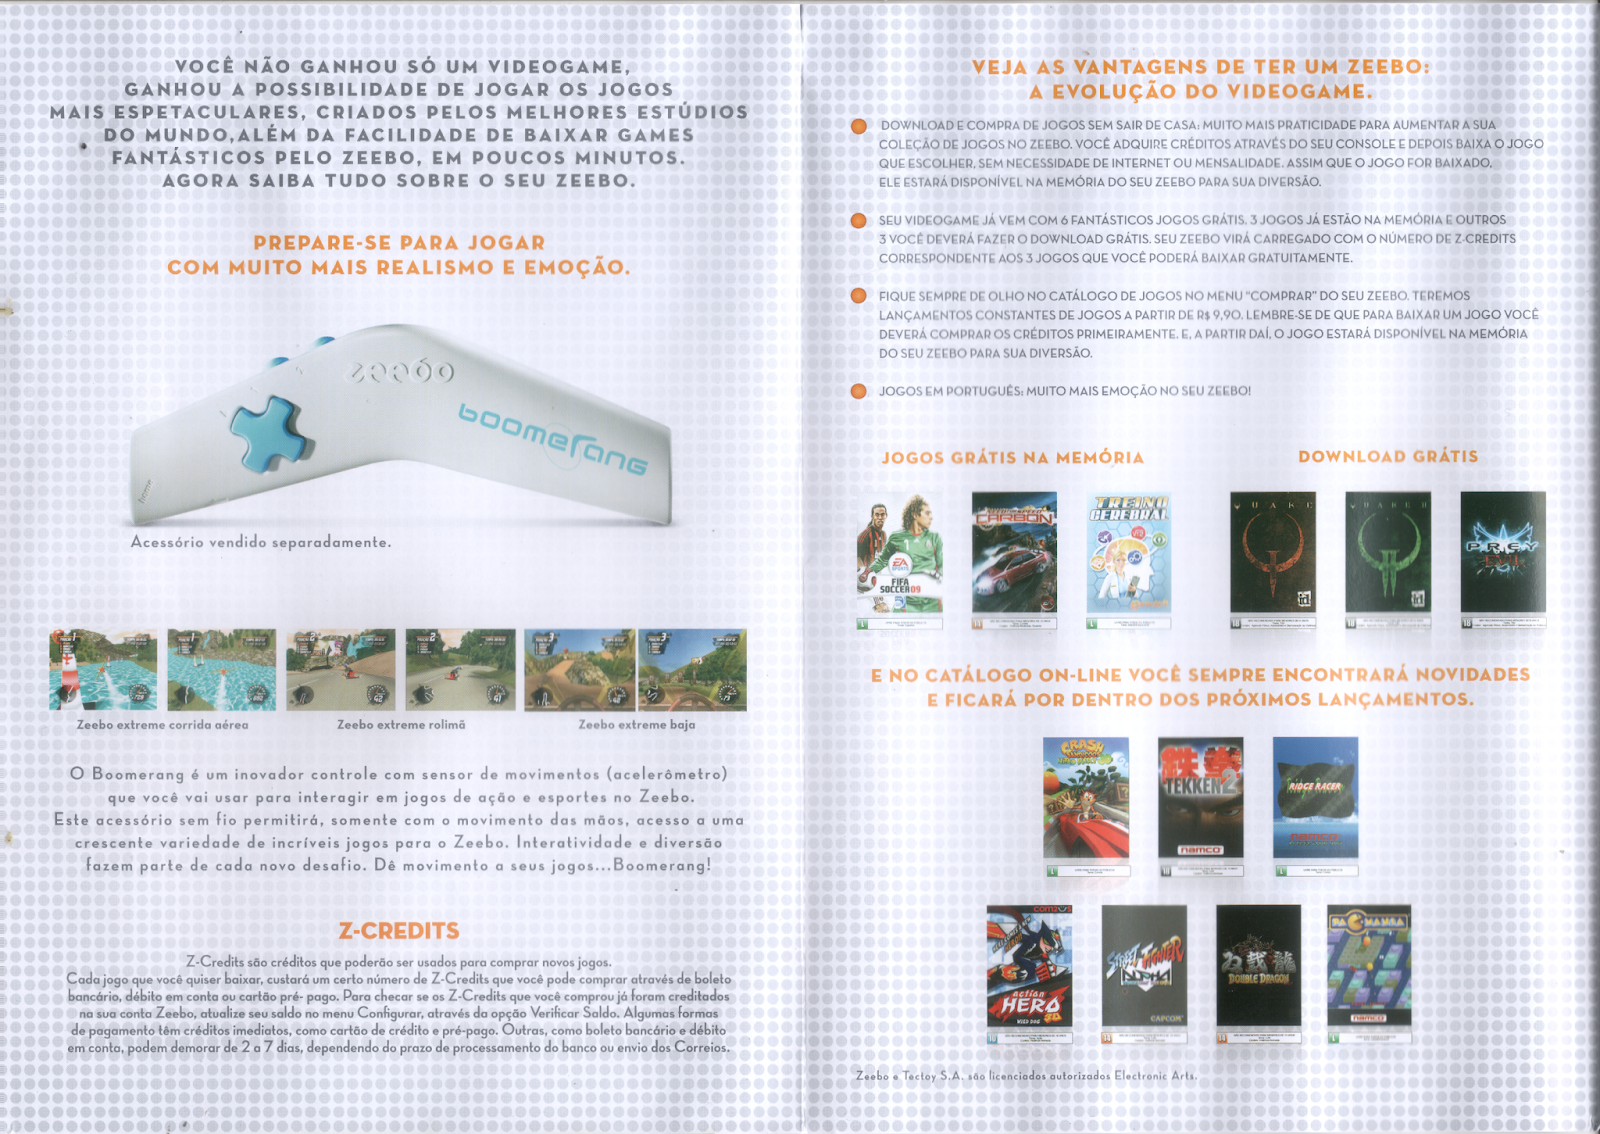 VOCÊ NÃO GANHOU SÓ UM VIDEOGAME,
GANHOU A POSSIBILIDADE DE JOGAR OS JOGOS
MAIS ESPETACULARES, CRIADOS PELOS MELHORES ESTÚDIOS
DO MUNDO,ALÉM DA FACILIDADE DE BAIXAR GAMES
FANTÁSTICOS PELO ZEEBO, EM POUCOS MINUTOS.
AGORA SAIBA TUDO SOBRE O SEU ZEEBO.
PREPARE-SE PARA JOGAR
COM MUITO MAIS REALISMO E EMOÇÃO.
zeebo
boomerang
home
Acessório vendido separadamente.
Zeebo extreme corrida aérea
Zeebo extreme rolimã
Zeebo extreme baja
O Boomerang é um inovador controle com sensor de movimentos (acelerômetro)
que você vai usar para interagir em jogos de ação e esportes no Zeebo.
Este acessório sem fio permitirá, somente com o movimento das mãos, acesso a uma
crescente variedade de incríveis jogos para o Zeebo. Interatividade e diversão
fazem parte de cada novo desafio. Dê movimento a seus jogos...Boomerang!
Z-CREDITS
Z-Credits são créditos que poderão ser usados para comprar novos jogos.
Cada jogo que você quiser baixar, custará um certo número de Z-Credits que você pode comprar através de boleto
bancário, débito em conta ou cartão pré- pago. Para checar se os Z-Credits que você comprou já foram creditados
na sua conta Zeebo, atualize seu saldo no menu Configurar, através da opção Verificar Saldo. Algumas formas
de pagamento têm créditos imediatos, como cartão de crédito e pré-pago. Outras, como boleto bancário e débito
em conta, podem demorar de 2 a 7 dias, dependendo do prazo de processamento do banco ou envio dos Correios.
VEJA AS VANTAGENS DE TER UM ZEEBO:
A EVOLUÇÃO DO VIDEOGAME.
DOWNLOAD E COMPRA DE JOGOS SEM SAIR DE CASA: MUITO MAIS PRATICIDADE PARA AUMENTAR A SUA
COLEÇÃO DE JOGOS NO ZEEBO. VOCÊ ADQUIRE CRÉDITOS ATRAVÉS DO SEU CONSOLE E DEPOIS BAIXA O JOGO
QUE ESCOLHER, SEM NECESSIDADE DE INTERNET OU MENSALIDADE. ASSIM QUE O JOGO FOR BAIXADO,
ELE ESTARÁ DISPONÍVEL NA MEMÓRIA DO SEU ZEEBO PARA SUA DIVERSÃO.
SEU VIDEOGAME JÁ VEM COM 6 FANTÁSTICOS JOGOS GRÁTIS. 3 JOGOS JÁ ESTÃO NA MEMÓRIA E OUTROS
3 VOCÊ DEVERÁ FAZER O DOWNLOAD GRÁTIS. SEU ZEEBO VIRÁ CARREGADO COM O NÚMERO DE Z-CREDITS
CORRESPONDENTE AOS 3 JOGOS QUE VOCÊ PODERÁ BAIXAR GRATUITAMENTE.
FIQUE SEMPRE DE OLHO NO CATÁLOGO DE JOGOS NO MENU "COMPRAR" DO SEU ZEEBO. TEREMOS
LANÇAMENTOS CONSTANTES DE JOGOS A PARTIR DE R$ 9,90. LEMBRE-SE DE QUE PARA BAIXAR UM JOGO VOCÊ
DEVERÁ COMPRAR OS CRÉDITOS PRIMEIRAMENTE. E, A PARTIR DAÍ, O JOGO ESTARÁ DISPONÍVEL NA MEMÓRIA
DO SEU ZEEBO PARA SUA DIVERSÃO.
JOGOS EM PORTUGUÊS: MUITO MAIS EMOÇÃO NO SEU ZEEBO!
JOGOS GRÁTIS NA MEMÓRIA
DOWNLOAD GRÁTIS
EA
SPORTS
FIFA
SOCCER 09
CARBON
TREINO
CEREBRAL
QUAKE
id
QUAKE II
id
PREY
EVIL
E NO CATÁLOGO ON-LINE VOCÊ SEMPRE ENCONTRARÁ NOVIDADES
E FICARÁ POR DENTRO DOS PRÓXIMOS LANÇAMENTOS.
CRASH
鉄拳
TEKKEN 2
namco
RIDGE RACER
namco
com2us
action
HERO
3D
WILD DOG
STREET FIGHTER
ALPHA
CAPCOM
双截龍
DOUBLE DRAGON
PAC-MANIA
namco
Zeebo e Tectoy S.A. são licenciados autorizados Electronic Arts.